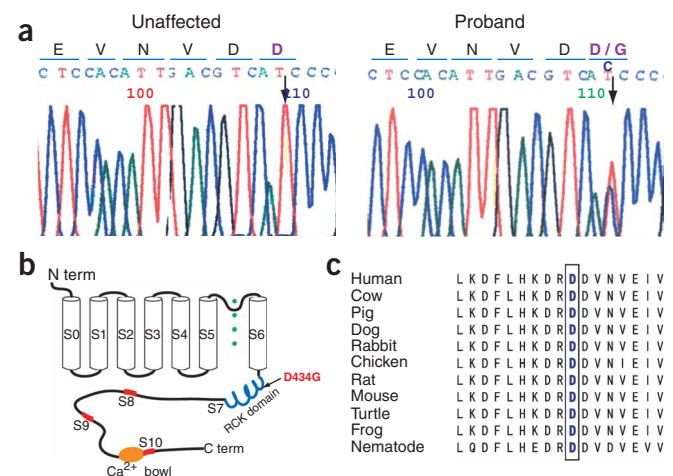 a
Unaffected
Proband
E V N V D D
E V N V D D / G
C T C C A C A T T G A C G T C A T C C C
C
C T C C A C A T T G A C G T C A T C C C
100
110
100
110
b
N term
S0 S1 S2 S3 S4 S5 S6
D434G
S7
RCK domain
S8
S9
S10
C term
Ca2+ bowl
c
Human L K D F L H K D R D D V N V E I V
Cow L K D F L H K D R D D V N V E I V
Pig L K D F L H K D R D D V N V E I V
Dog L K D F L H K D R D D V N V E I V
Rabbit L K D F L H K D R D D V N V E I V
Chicken L K D F L H K D R D D V N I E I V
Rat L K D F L H K D R D D V N V E I V
Mouse L K D F L H K D R D D V N V E I V
Turtle L K D F L H K D R D D V N V E I V
Frog L K D F L H K D R D D V N V E I V
Nematode L Q D F L H E D R D D V D V E V V